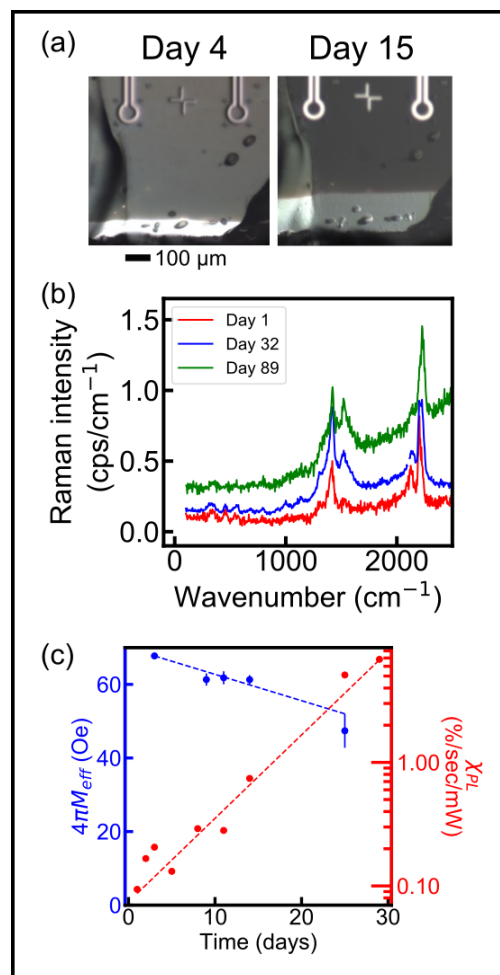 (a) Day 4 Day 15
100 μm
(b)
Raman intensity
(cps/cm⁻¹)
1.5
1.0
0.5
0.0
Day 1
Day 32
Day 89
0 1000 2000
Wavenumber (cm⁻¹)
(c)
4πM_eff (Oe)
60
40
20
0
χ_PL
(%/sec/mW)
1.00
0.10
0 10 20 30
Time (days)